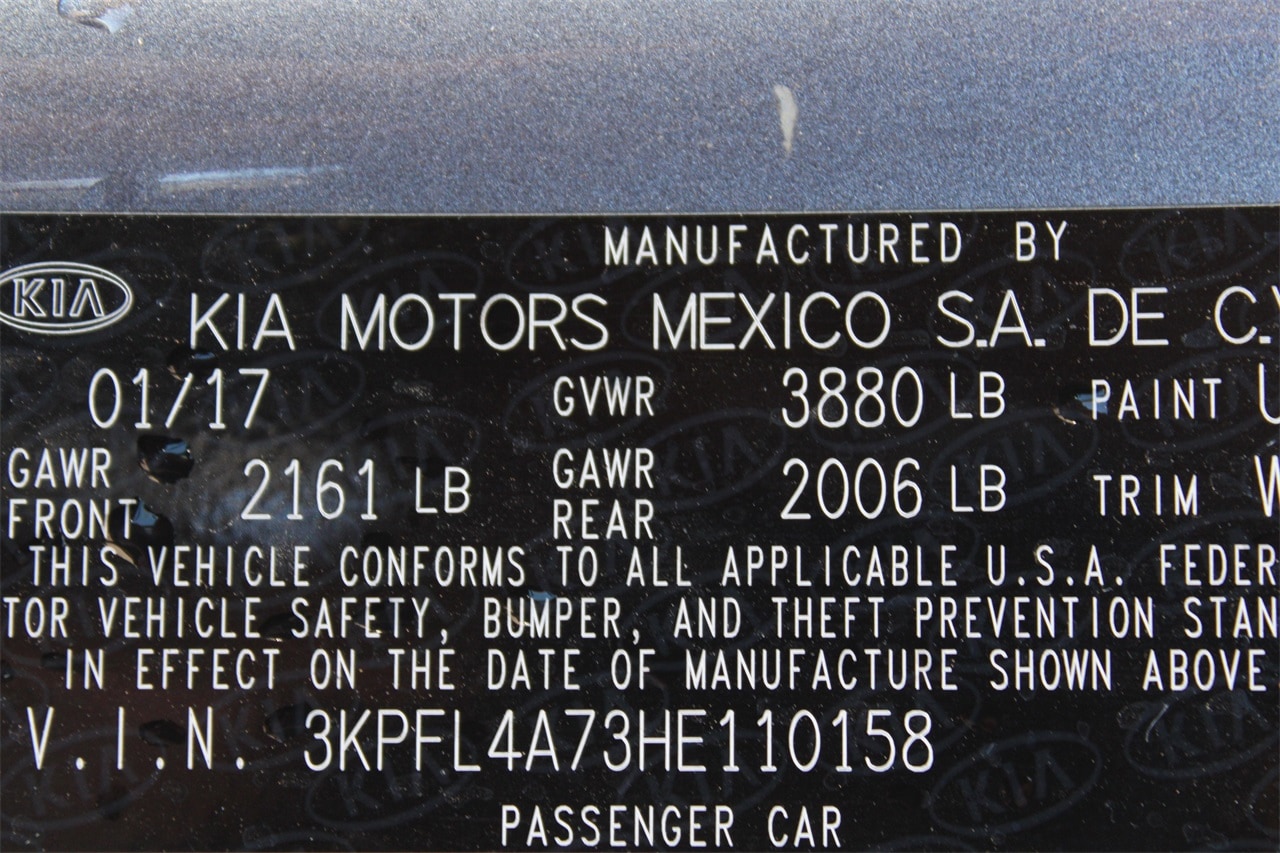 MANUFACTURED BY
KIA
KIA MOTORS MEXICO S.A. DE C.
01/17 GVWR 3880 LB PAINT
GAWR FRONT 2161 LB GAWR REAR 2006 LB TRIM
THIS VEHICLE CONFORMS TO ALL APPLICABLE U.S.A. FEDER
TOR VEHICLE SAFETY, BUMPER, AND THEFT PREVENTION STAN
IN EFFECT ON THE DATE OF MANUFACTURE SHOWN ABOVE
V.I.N. 3KPFL4A73HE110158
PASSENGER CAR